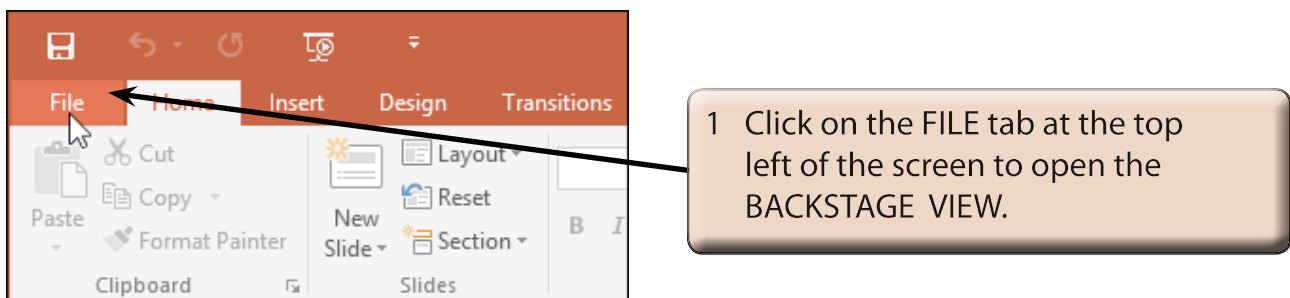 File Home Insert Design Transitions
Cut
Copy
Paste
Format Painter
Clipboard
Layout
Reset
New
Slide
Section
Slides
B I
1 Click on the FILE tab at the top
left of the screen to open the
BACKSTAGE VIEW.